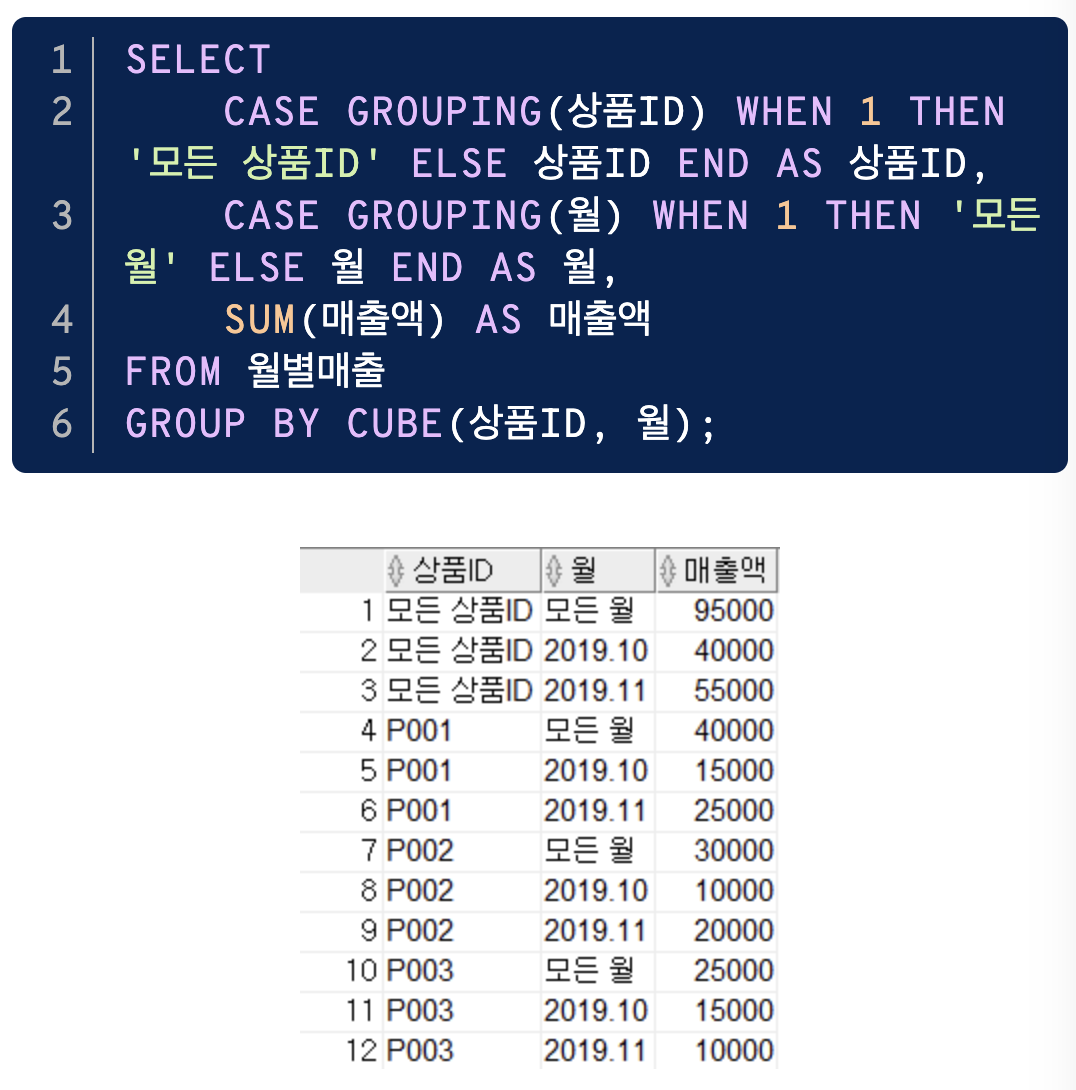 1 SELECT
2 CASE GROUPING(상품ID) WHEN 1 THEN
'모든 상품ID' ELSE 상품ID END AS 상품ID,
3 CASE GROUPING(월) WHEN 1 THEN '모든
월' ELSE 월 END AS 월,
4 SUM(매출액) AS 매출액
5 FROM 월별매출
6 GROUP BY CUBE(상품ID, 월);
상품ID 월 매출액
1 모든 상품ID 모든 월 95000
2 모든 상품ID 2019.10 40000
3 모든 상품ID 2019.11 55000
4 P001 모든 월 40000
5 P001 2019.10 15000
6 P001 2019.11 25000
7 P002 모든 월 30000
8 P002 2019.10 10000
9 P002 2019.11 20000
10 P003 모든 월 25000
11 P003 2019.10 15000
12 P003 2019.11 10000